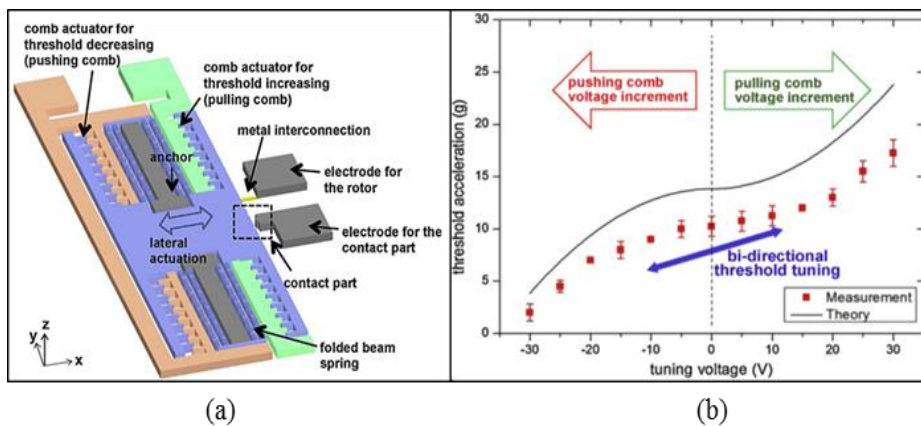 (a)
comb actuator for
threshold decreasing
(pushing comb)
comb actuator for
threshold increasing
(pulling comb)
metal interconnection
anchor
electrode for
the rotor
electrode for the
contact part
lateral
actuation
contact part
folded beam
spring
z
y
x
(b)
30
25
20
15
10
5
0
threshold acceleration (g)
pushing comb
voltage increment
pulling comb
voltage increment
bi-directional
threshold tuning
Measurement
Theory
-30 -20 -10 0 10 20 30
tuning voltage (V)
(a) (b)